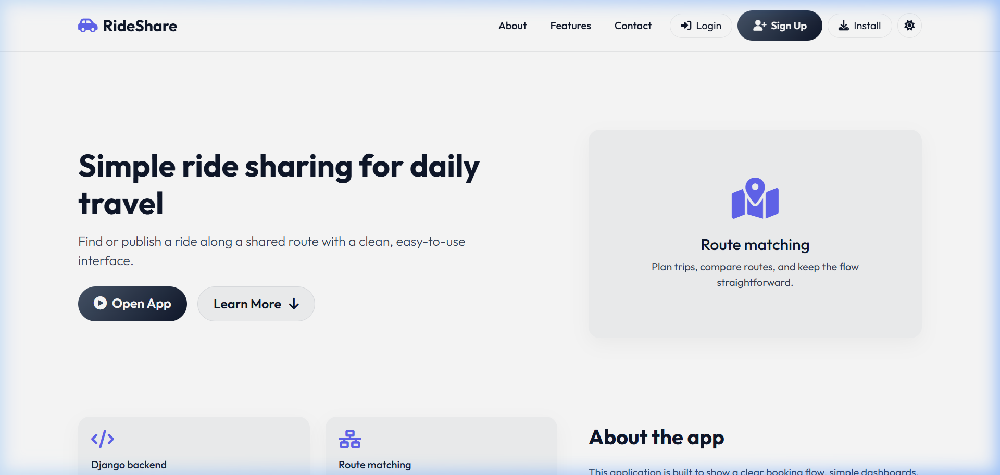 RideShare
About
Features
Contact
Login
Sign Up
Install
Simple ride sharing for daily
travel
Find or publish a ride along a shared route with a clean, easy-to-use
interface.
Open App
Learn More
Route matching
Plan trips, compare routes, and keep the flow
straightforward.
Django backend
Route matching
About the app
This application is built to show a clear booking flow, simple dashboards,